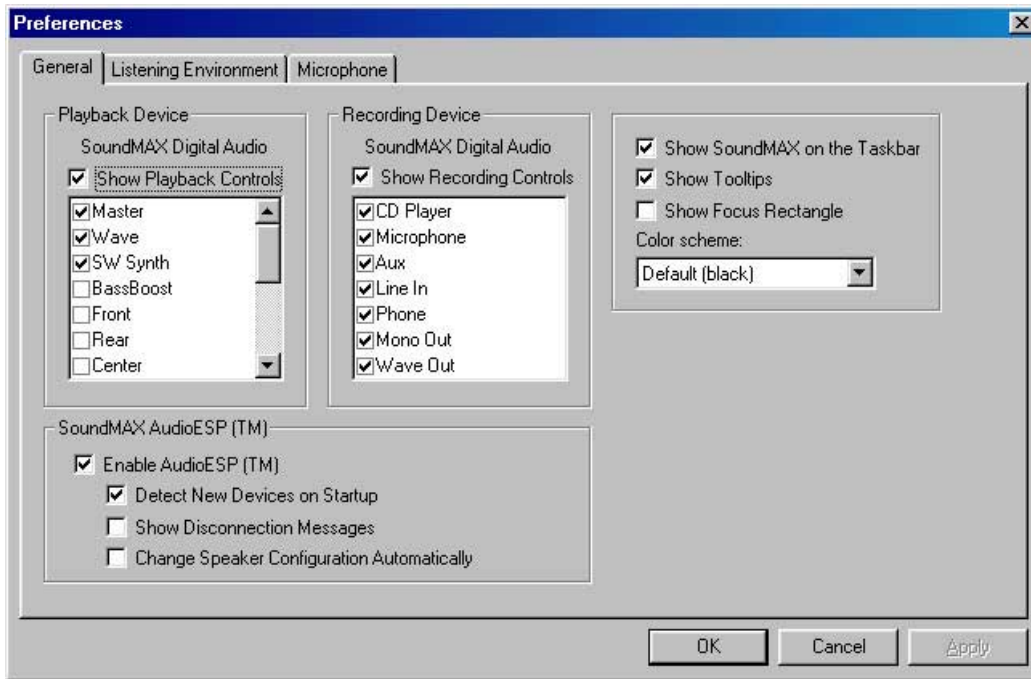 Preferences
General
Listening Environment
Microphone
Playback Device
SoundMAX Digital Audio
Show Playback Controls
Master
Wave
SW Synth
BassBoost
Front
Rear
Center
Recording Device
SoundMAX Digital Audio
Show Recording Controls
CD Player
Microphone
Aux
Line In
Phone
Mono Out
Wave Out
Show SoundMAX on the Taskbar
Show Tooltips
Show Focus Rectangle
Color scheme:
Default (black)
SoundMAX AudioESP (TM)
Enable AudioESP (TM)
Detect New Devices on Startup
Show Disconnection Messages
Change Speaker Configuration Automatically
OK
Cancel
Apply